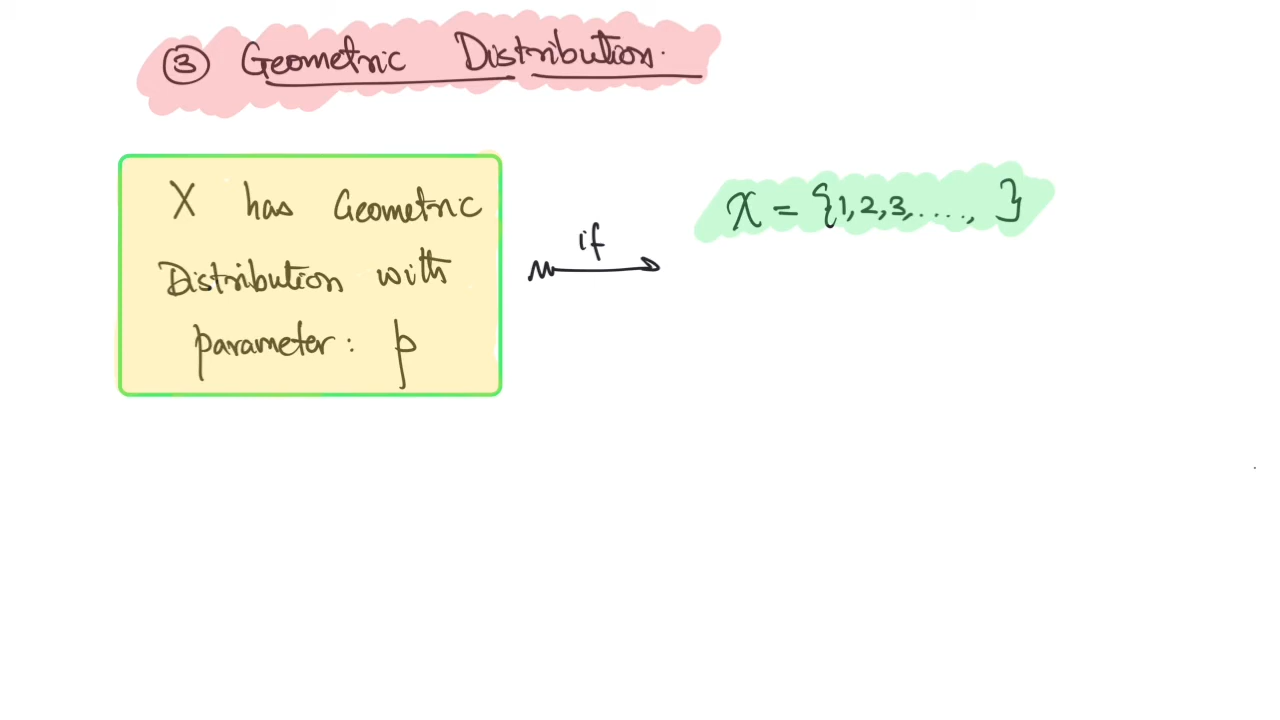 ③ Geometric Distribution.
X has Geometric
Distribution with
parameter: p
if
𝒳 = {1,2,3,....., }